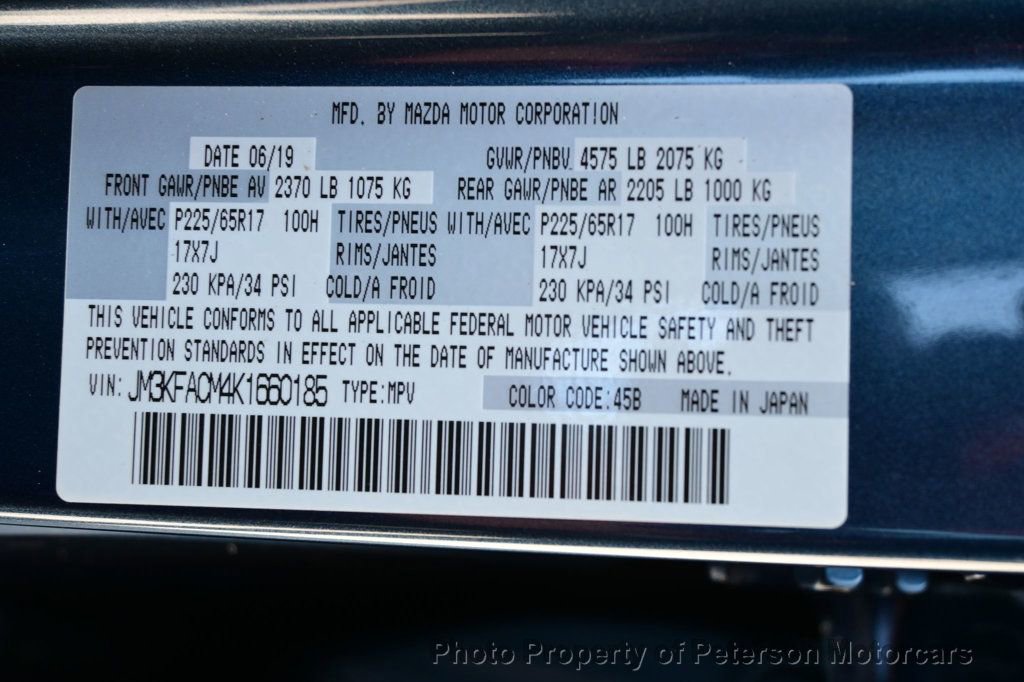 MFD. BY MAZDA MOTOR CORPORATION
DATE 06/19 GVWR/PNBV 4575 LB 2075 KG
FRONT GAWR/PNBE AV 2370 LB 1075 KG REAR GAWR/PNBE AR 2205 LB 1000 KG
WITH/AVEC P225/65R17 100H TIRES/PNEUS WITH/AVEC P225/65R17 100H TIRES/PNEUS
17X7J RIMS/JANTES 17X7J RIMS/JANTES
230 KPA/34 PSI COLD/A FROID 230 KPA/34 PSI COLD/A FROID
THIS VEHICLE CONFORMS TO ALL APPLICABLE FEDERAL MOTOR VEHICLE SAFETY AND THEFT
PREVENTION STANDARDS IN EFFECT ON THE DATE OF MANUFACTURE SHOWN ABOVE.
VIN: JM3KFACM4K1660185 TYPE:MPV COLOR CODE:45B MADE IN JAPAN
Photo Property of Peterson Motorcars